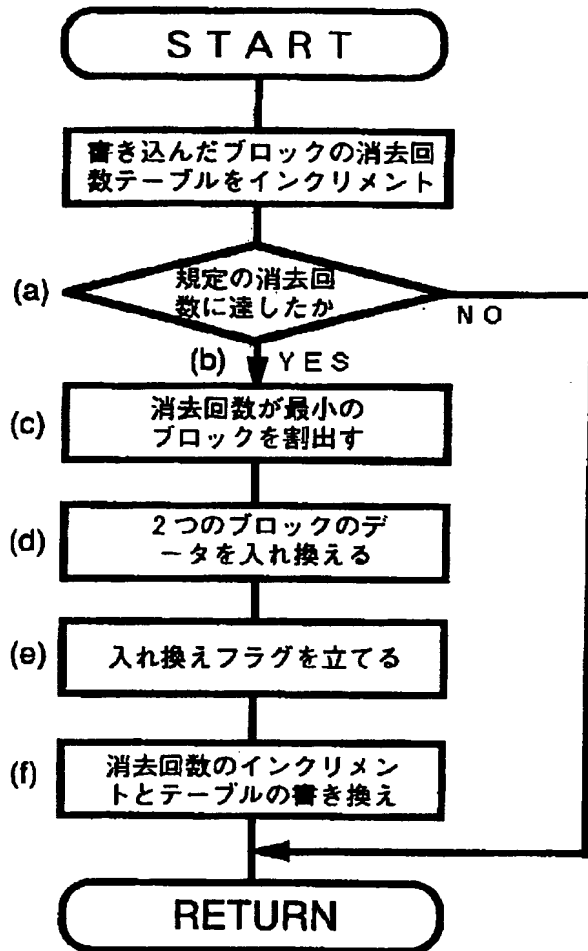 START
書き込んだブロックの消去回
数テーブルをインクリメント
(a)
規定の消去回
数に達したか
NO
(b) YES
(c)
消去回数が最小の
ブロックを割出す
(d)
2つのブロックのデ
ータを入れ換える
(e)
入れ換えフラグを立てる
(f)
消去回数のインクリメン
トとテーブルの書き換え
RETURN